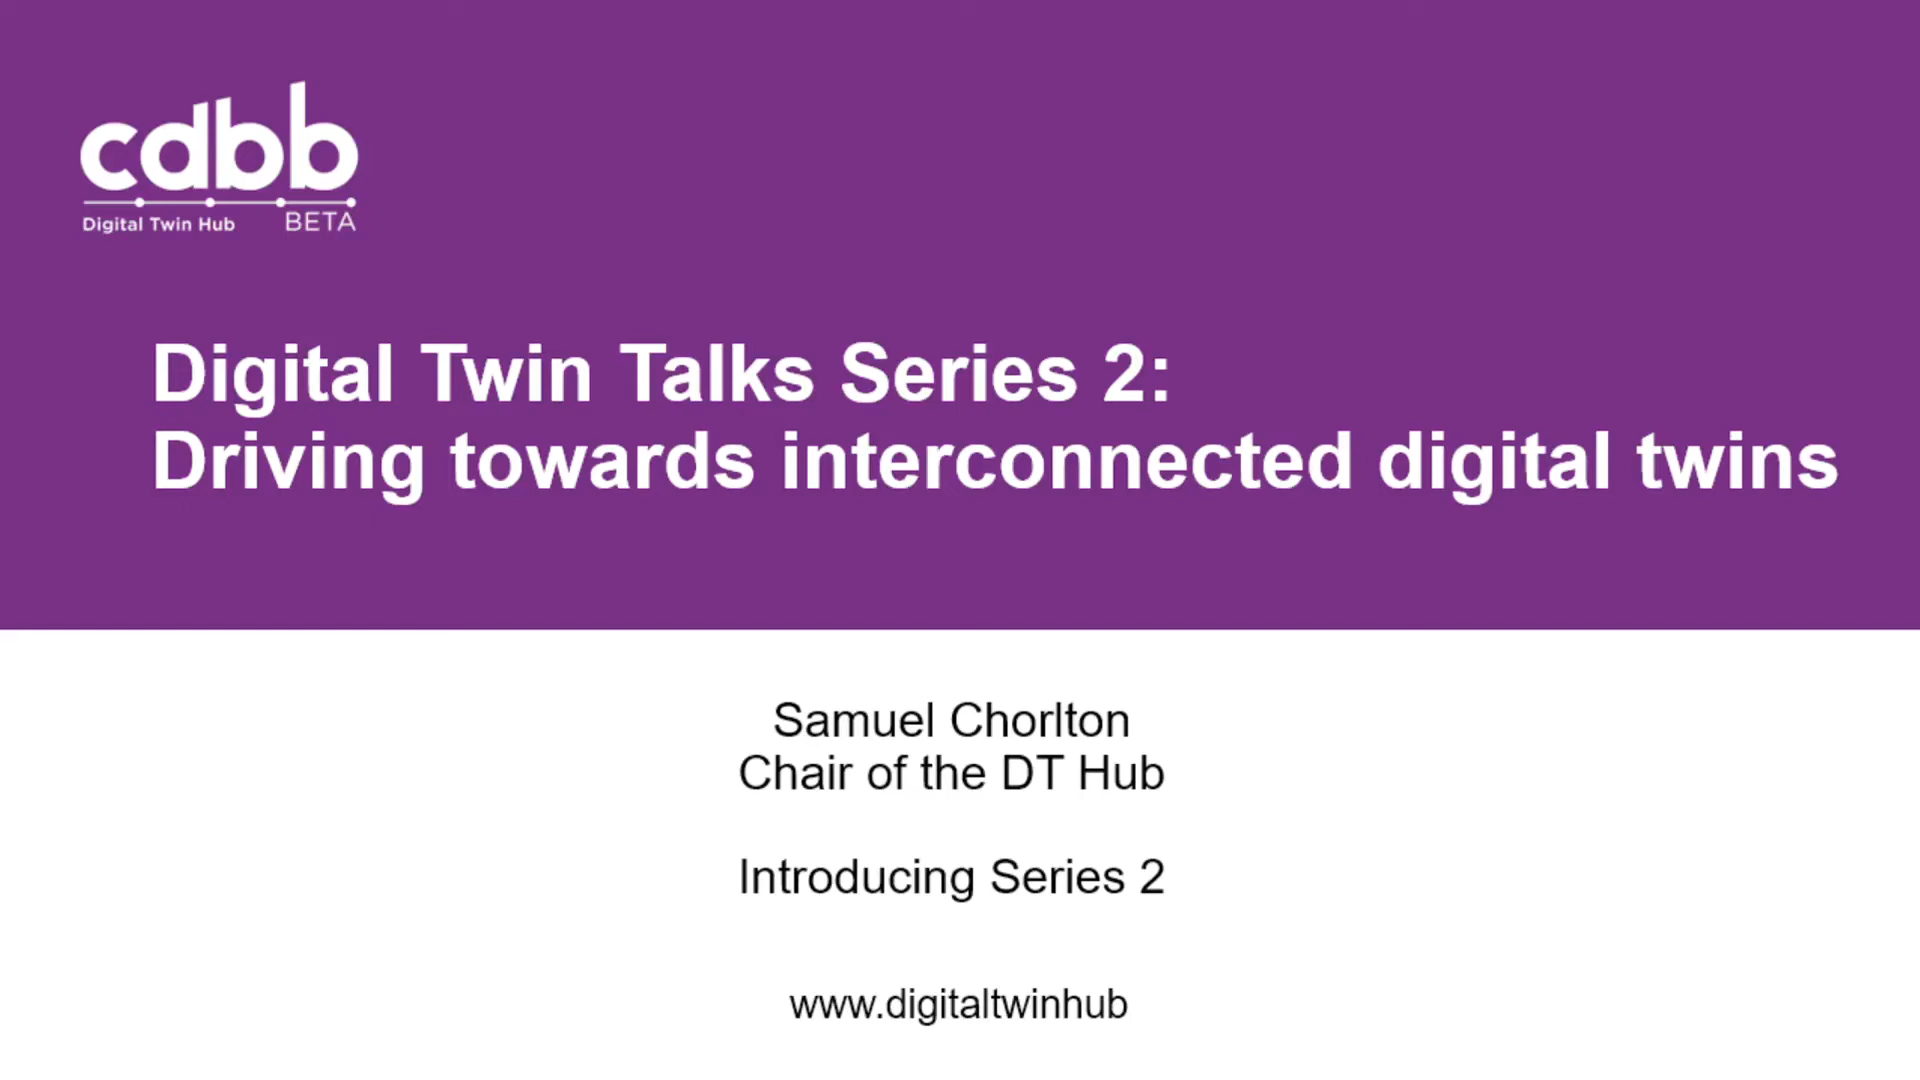 cdbb
Digital Twin Hub BETA
Digital Twin Talks Series 2:
Driving towards interconnected digital twins
Samuel Chorlton
Chair of the DT Hub
Introducing Series 2
www.digitaltwinhub